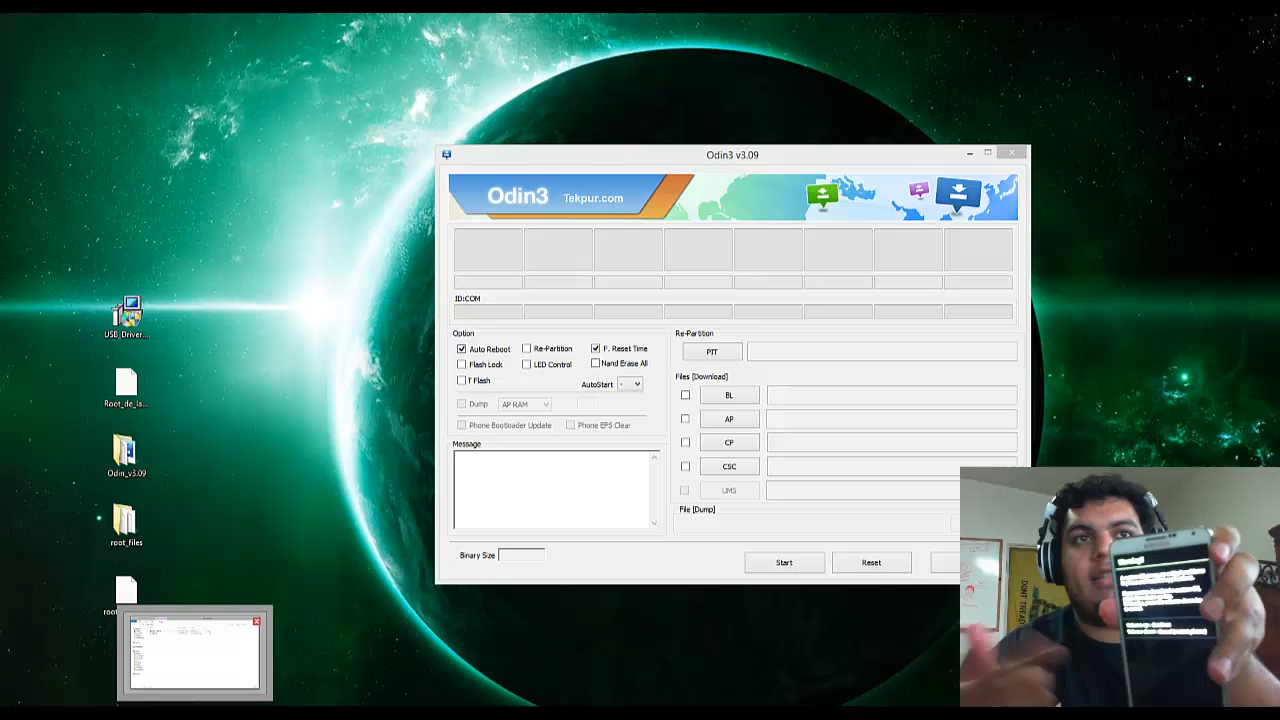 Odin3 v3.09
Odin3 Tekpur.com
ID:COM
Option
Auto Reboot
Re-Partition
F. Reset Time
Flash Lock
LED Control
Nand Erase All
T Flash
AutoStart -
Dump
AP RAM
Phone Bootloader Update
Phone EFS Clear
Message
Binary Size
Re-Partition
PIT
Files [Download]
BL
AP
CP
CSC
UMS
File [Dump]
Start
Reset
USB_Driver...
Root_de_la...
Odin_v3.09
root_files
DONT TREAD